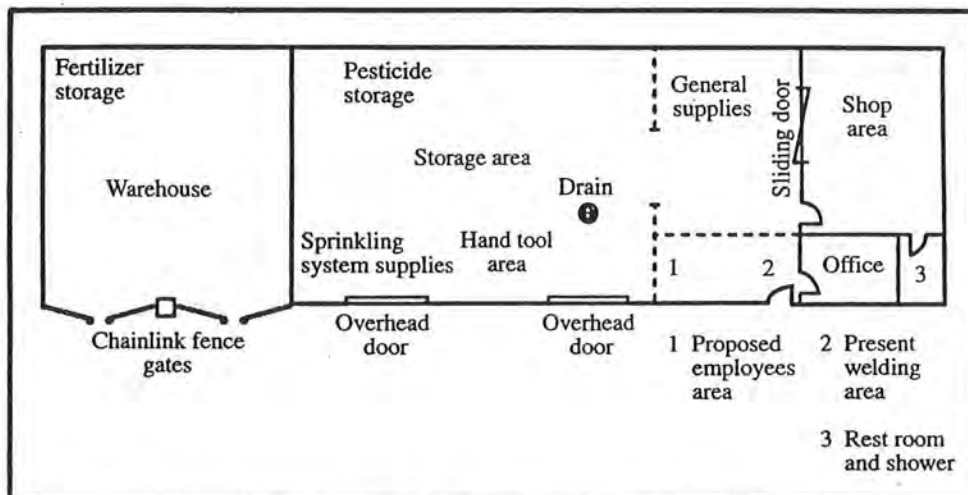 Fertilizer
storage
Warehouse
Chainlink fence
gates
Pesticide
storage
Storage area
Drain
Sprinkling
system supplies
Hand tool
area
Overhead
door
Overhead
door
General
supplies
Sliding door
Shop
area
1
2
Office
3
1 Proposed
employees
area
2 Present
welding
area
3 Rest room
and shower